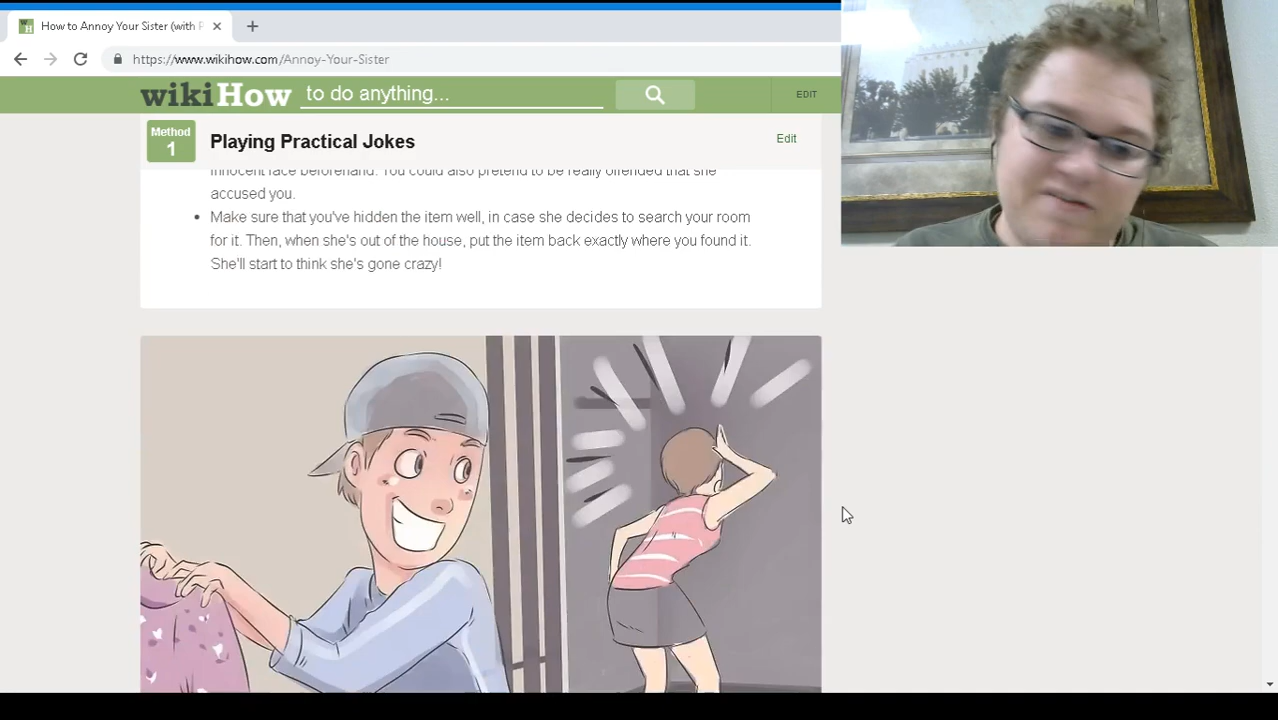 How to Annoy Your Sister (with
https://www.wikihow.com/Annoy-Your-Sister
wikiHow to do anything... EDIT
Method 1 Playing Practical Jokes Edit
innocent face beforehand. You could also pretend to be really offended that she
accused you.
• Make sure that you've hidden the item well, in case she decides to search your room
for it. Then, when she's out of the house, put the item back exactly where you found it.
She'll start to think she's gone crazy!